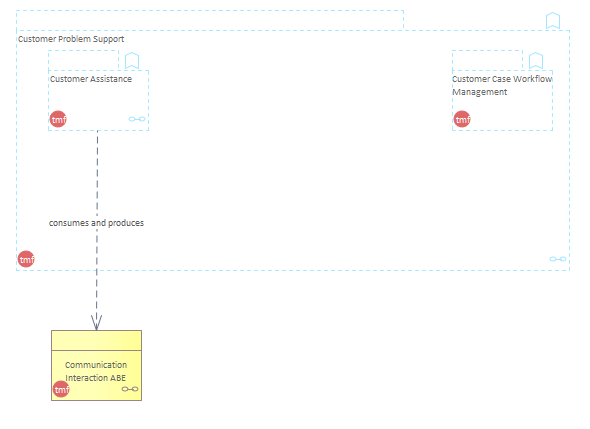 Customer Problem Support
Customer Assistance
tmf
Customer Case Workflow
Management
tmf
consumes and produces
tmf
Communication
Interaction ABE
tmf